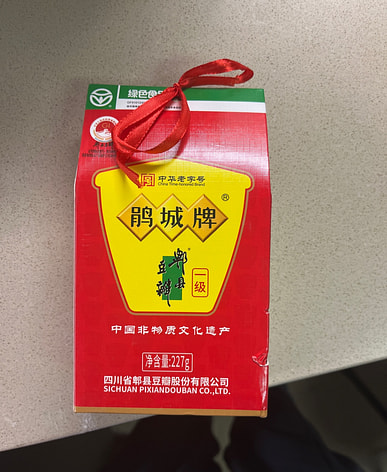 绿色食品
中华老字号
China Time-honored Brand
鹃城牌®
郫县
豆瓣
一级
中国非物质文化遗产
净含量:227g
四川省郫县豆瓣股份有限公司
SICHUAN PIXIANDOUBAN CO.,LTD.